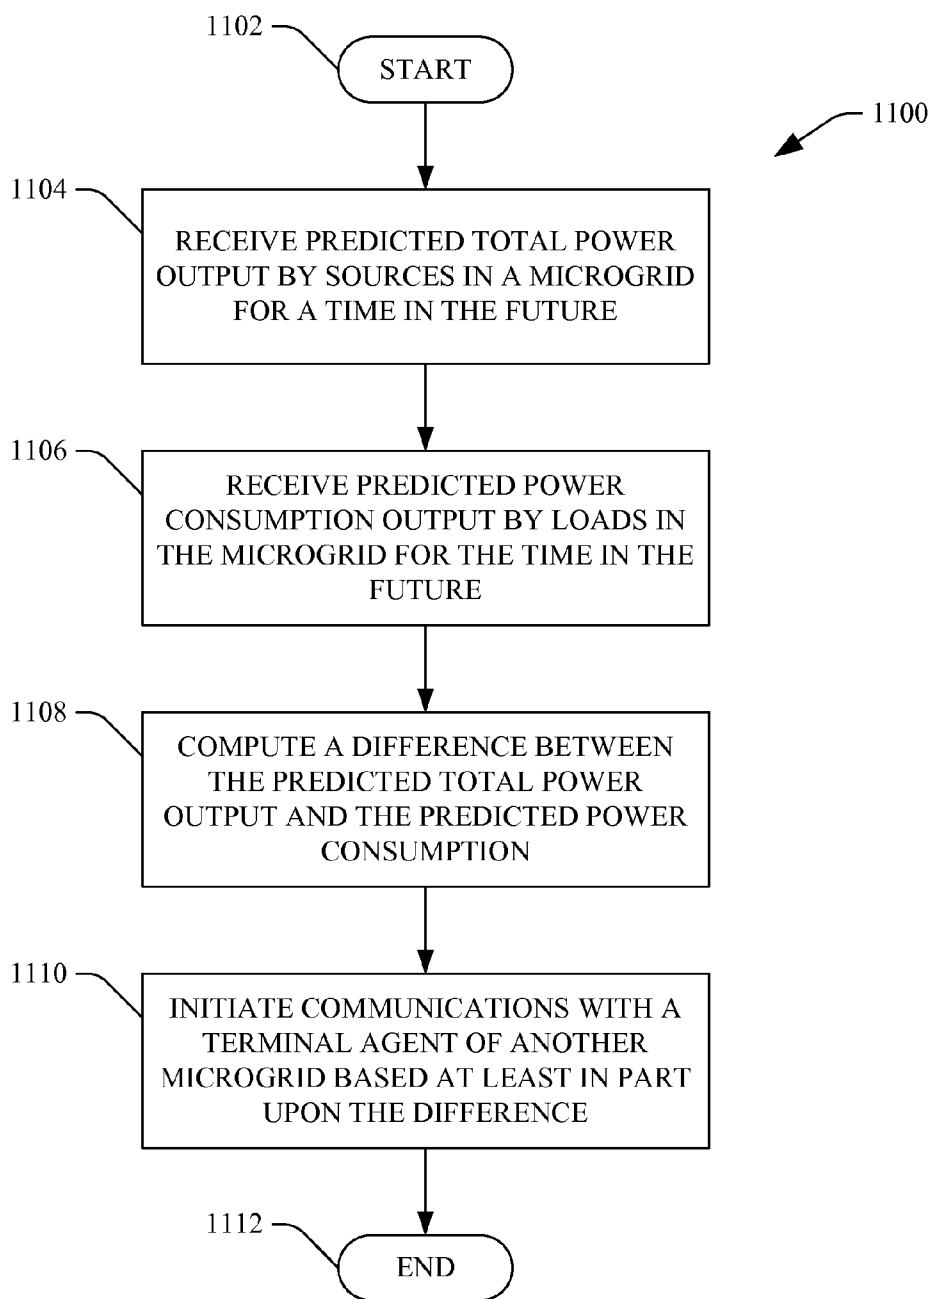 1102
START
1100
1104
RECEIVE PREDICTED TOTAL POWER
OUTPUT BY SOURCES IN A MICROGRID
FOR A TIME IN THE FUTURE
1106
RECEIVE PREDICTED POWER
CONSUMPTION OUTPUT BY LOADS IN
THE MICROGRID FOR THE TIME IN THE
FUTURE
1108
COMPUTE A DIFFERENCE BETWEEN
THE PREDICTED TOTAL POWER
OUTPUT AND THE PREDICTED POWER
CONSUMPTION
1110
INITIATE COMMUNICATIONS WITH A
TERMINAL AGENT OF ANOTHER
MICROGRID BASED AT LEAST IN PART
UPON THE DIFFERENCE
1112
END